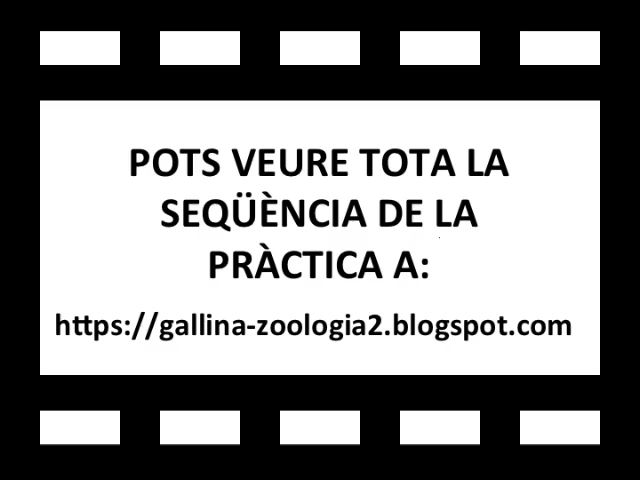 POTS VEURE TOTA LA
SEQÜÈNCIA DE LA
PRÀCTICA A:
https://gallina-zoologia2.blogspot.com